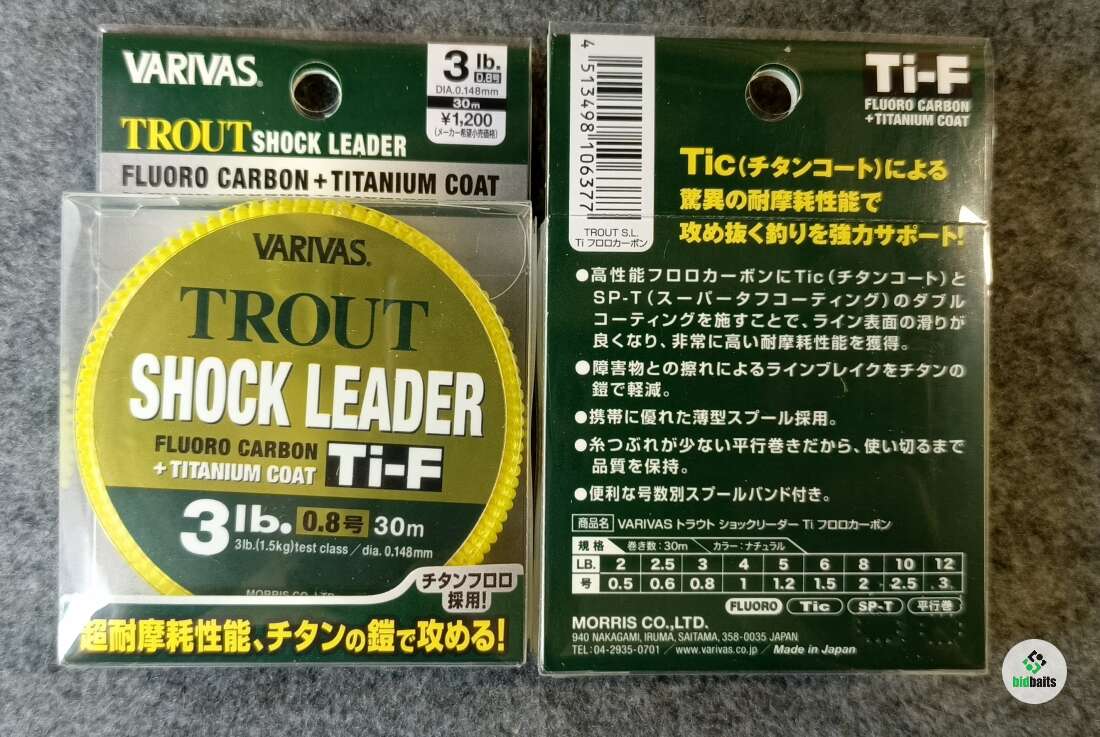 VARIVAS®
3 lb.
0.8号
DIA.0.148mm
30m
¥1,200
(メーカー希望小売価格)
TROUT SHOCK LEADER
FLUORO CARBON + TITANIUM COAT
VARIVAS®
TROUT
SHOCK LEADER
FLUORO CARBON
+ TITANIUM COAT Ti-F
3lb. 0.8号 30m
3lb.(1.5kg)test class / dia. 0.148mm
MORRIS CO.,LTD.
チタンフロロ
採用!
超耐摩耗性能、チタンの鎧で攻める!
4 513498 106377
TROUT S.L.
Ti フロロカーボン
Ti-F
FLUORO CARBON
+ TITANIUM COAT
Tic(チタンコート)による
驚異の耐摩耗性能で
攻め抜く釣りを強力サポート!
●高性能フロロカーボンにTic(チタンコート)と
SP-T(スーパータフコーティング)のダブル
コーティングを施すことで、ライン表面の滑りが
良くなり、非常に高い耐摩耗性能を獲得。
●障害物との擦れによるラインブレイクをチタンの
鎧で軽減。
●携帯に優れた薄型スプール採用。
●糸つぶれが少ない平行巻きだから、使い切るまで
品質を保持。
●便利な号数別スプールバンド付き。
商品名 VARIVAS トラウト ショックリーダー Ti フロロカーボン
規格 巻き数:30m カラー:ナチュラル
LB. 2 2.5 3 4 5 6 8 10 12
号 0.5 0.6 0.8 1 1.2 1.5 2 2.5 3
FLUORO Tic SP-T 平行巻
MORRIS CO.,LTD.
940 NAKAGAMI, IRUMA, SAITAMA, 358-0035 JAPAN
TEL:04-2935-0701 / www.varivas.co.jp / Made in Japan
bidbaits